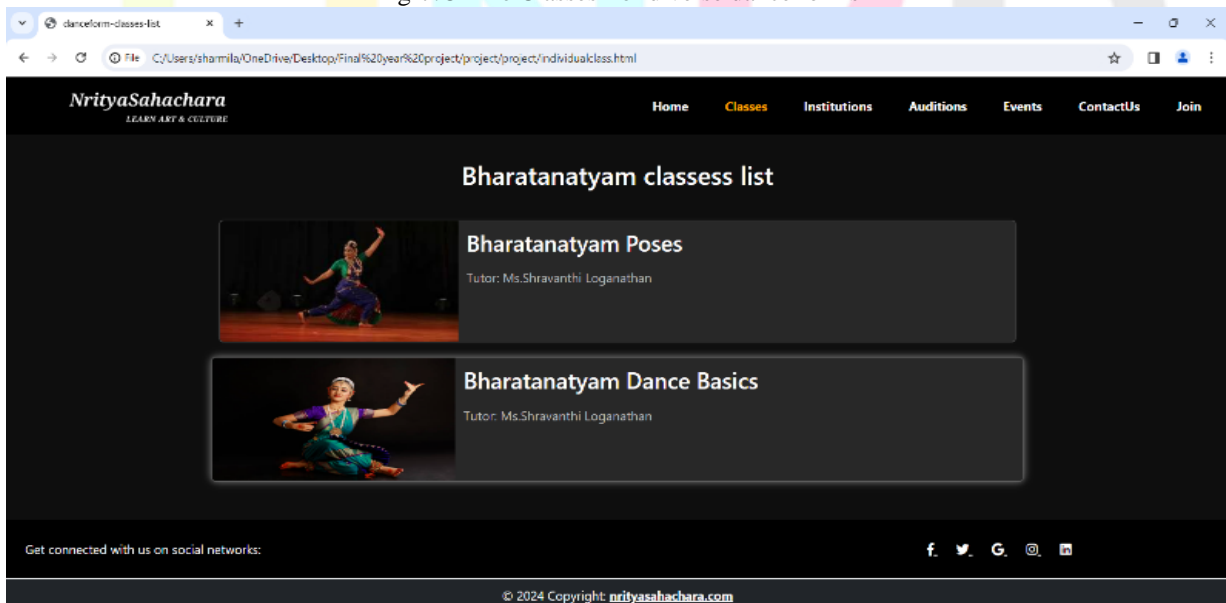 danceform-classes-list
File C:/Users/sharmila/OneDrive/Desktop/Final%20year%20project/project/project/individualclass.html
NrityaSahachara
LEARN ART & CULTURE
Home Classes Institutions Auditions Events ContactUs Join
Bharatanatyam classess list
Bharatanatyam Poses
Tutor: Ms.Shravanthi Loganathan
Bharatanatyam Dance Basics
Tutor: Ms.Shravanthi Loganathan
Get connected with us on social networks:
© 2024 Copyright: nrityasahachara.com